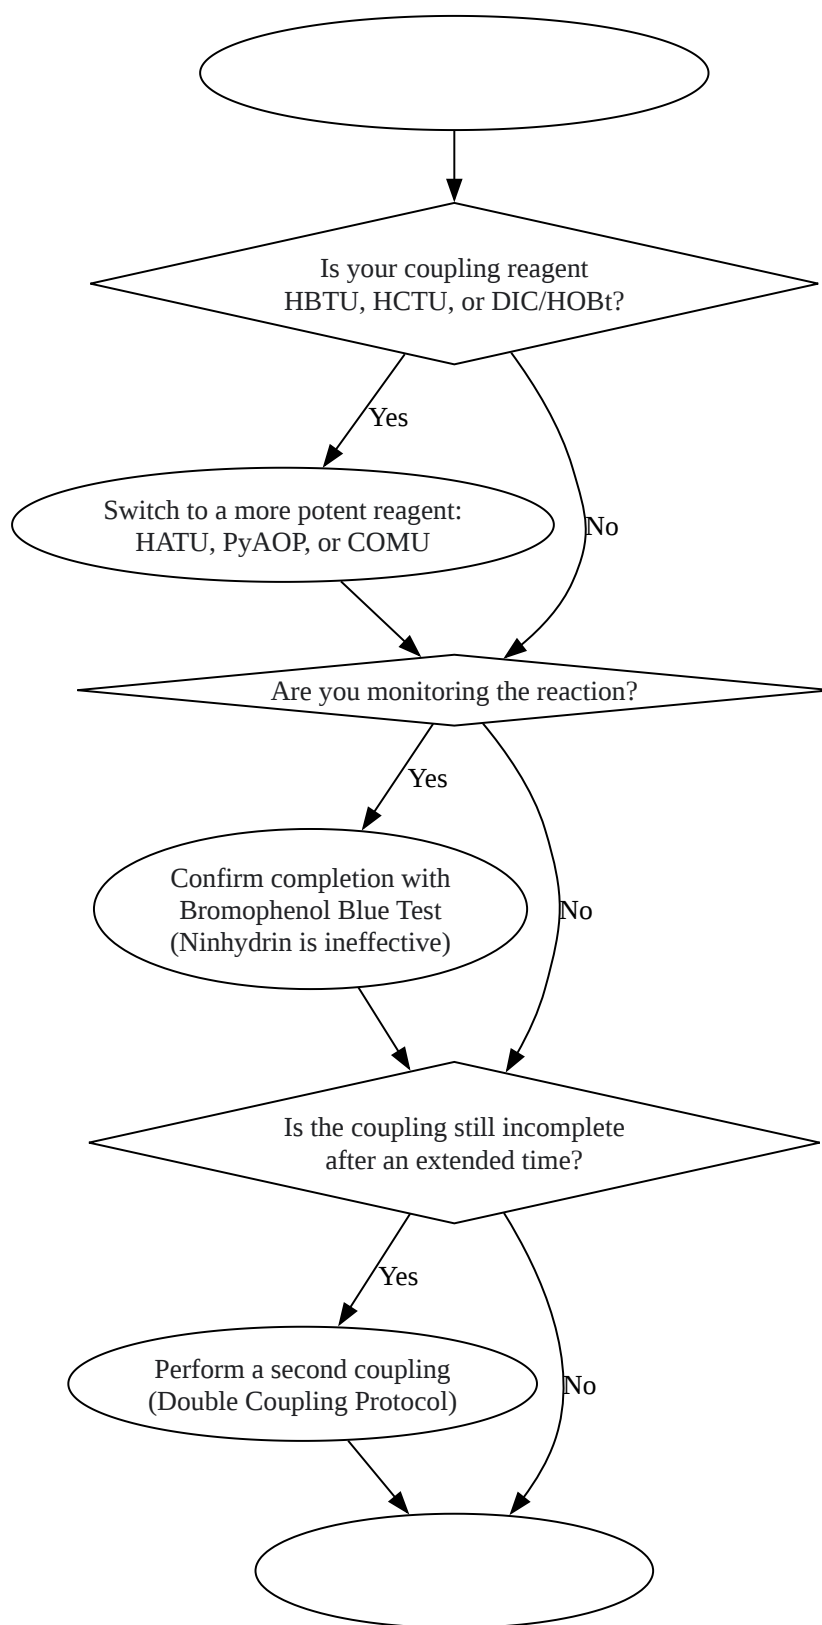 Is your coupling reagent
HBTU, HCTU, or DIC/HOBt?
Yes
Switch to a more potent reagent:
HATU, PyAOP, or COMU
No
Are you monitoring the reaction?
Yes
Confirm completion with
Bromophenol Blue Test
(Ninhydrin is ineffective)
No
Is the coupling still incomplete
after an extended time?
Yes
Perform a second coupling
(Double Coupling Protocol)
No